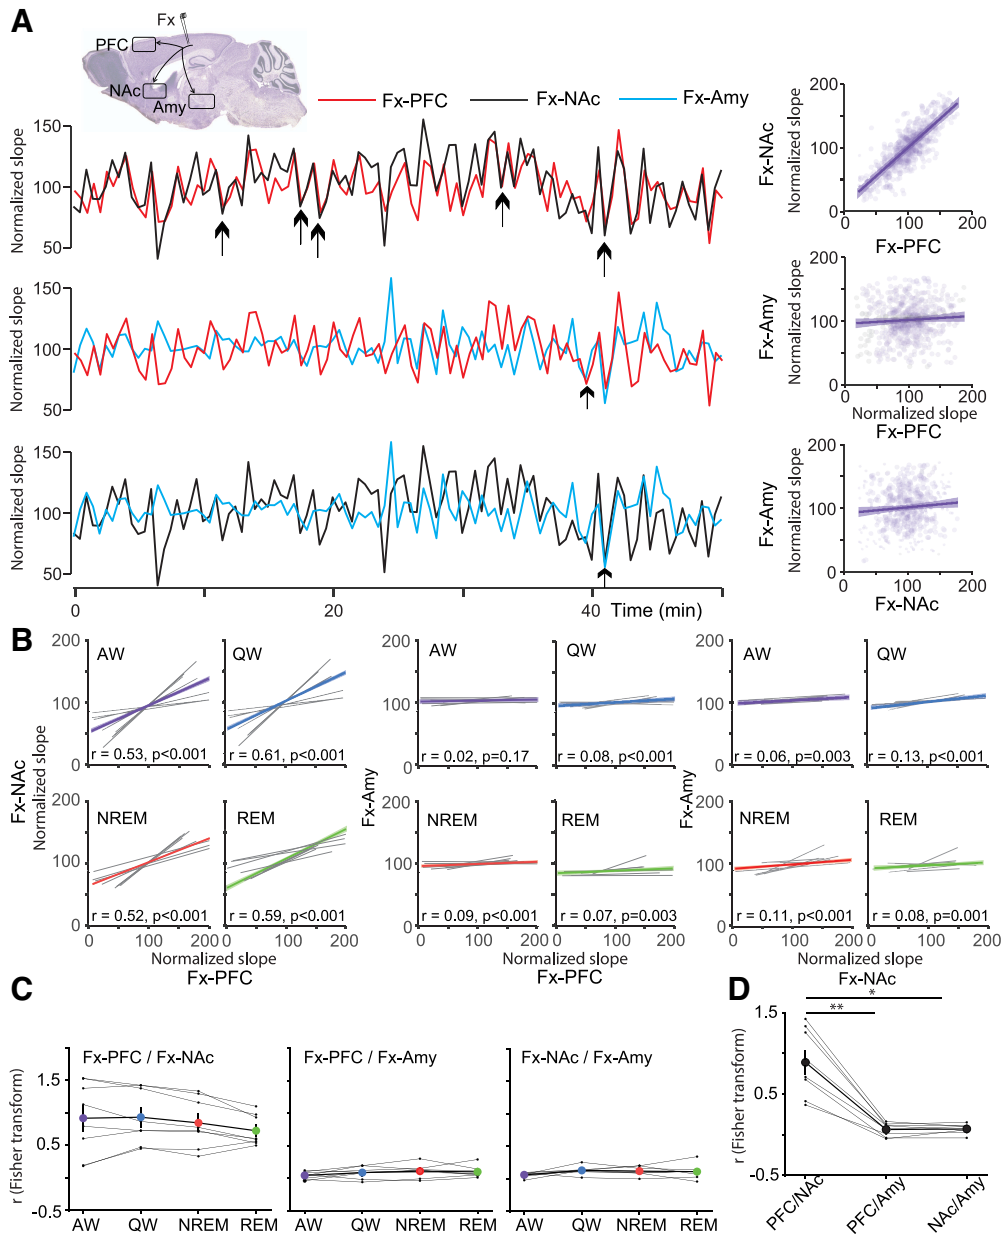 A
Fx
PFC
NAc
Amy
Fx-PFC
Fx-NAc
Fx-Amy
Normalized slope
150
100
50
Normalized slope
150
100
50
Normalized slope
150
100
50
0
20
40
Time (min)
Fx-NAc
Normalized slope
200
100
0
0
100
200
Fx-PFC
Fx-Amy
Normalized slope
200
100
0
0
100
200
Normalized slope
Fx-PFC
Fx-Amy
Normalized slope
200
100
0
0
100
200
Fx-NAc
B
Fx-NAc
Normalized slope
200
100
0
AW
r = 0.53, p<0.001
QW
r = 0.61, p<0.001
200
100
0
NREM
r = 0.52, p<0.001
REM
r = 0.59, p<0.001
0
100
200
0
100
200
Normalized slope
Fx-PFC
Fx-Amy
200
100
0
AW
r = 0.02, p=0.17
QW
r = 0.08, p<0.001
200
100
0
NREM
r = 0.09, p<0.001
REM
r = 0.07, p=0.003
0
100
200
0
100
200
Normalized slope
Fx-PFC
Fx-Amy
200
100
0
AW
r = 0.06, p=0.003
QW
r = 0.13, p<0.001
200
100
0
NREM
r = 0.11, p<0.001
REM
r = 0.08, p=0.001
0
100
200
0
100
200
Normalized slope
Fx-NAc
C
r (Fisher transform)
1.5
0.5
-0.5
Fx-PFC / Fx-NAc
AW
QW
NREM
REM
Fx-PFC / Fx-Amy
AW
QW
NREM
REM
Fx-NAc / Fx-Amy
AW
QW
NREM
REM
D
r (Fisher transform)
1.5
0.5
-0.5
*
**
PFC/NAc
PFC/Amy
NAc/Amy